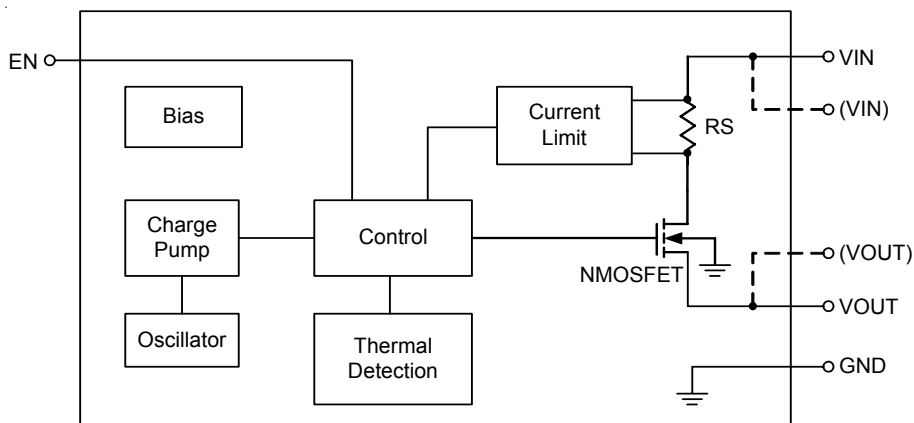 EN
VIN
(VIN)
Bias
Current
Limit
RS
Charge
Pump
Control
NMOSFET
(VOUT)
VOUT
Oscillator
Thermal
Detection
GND